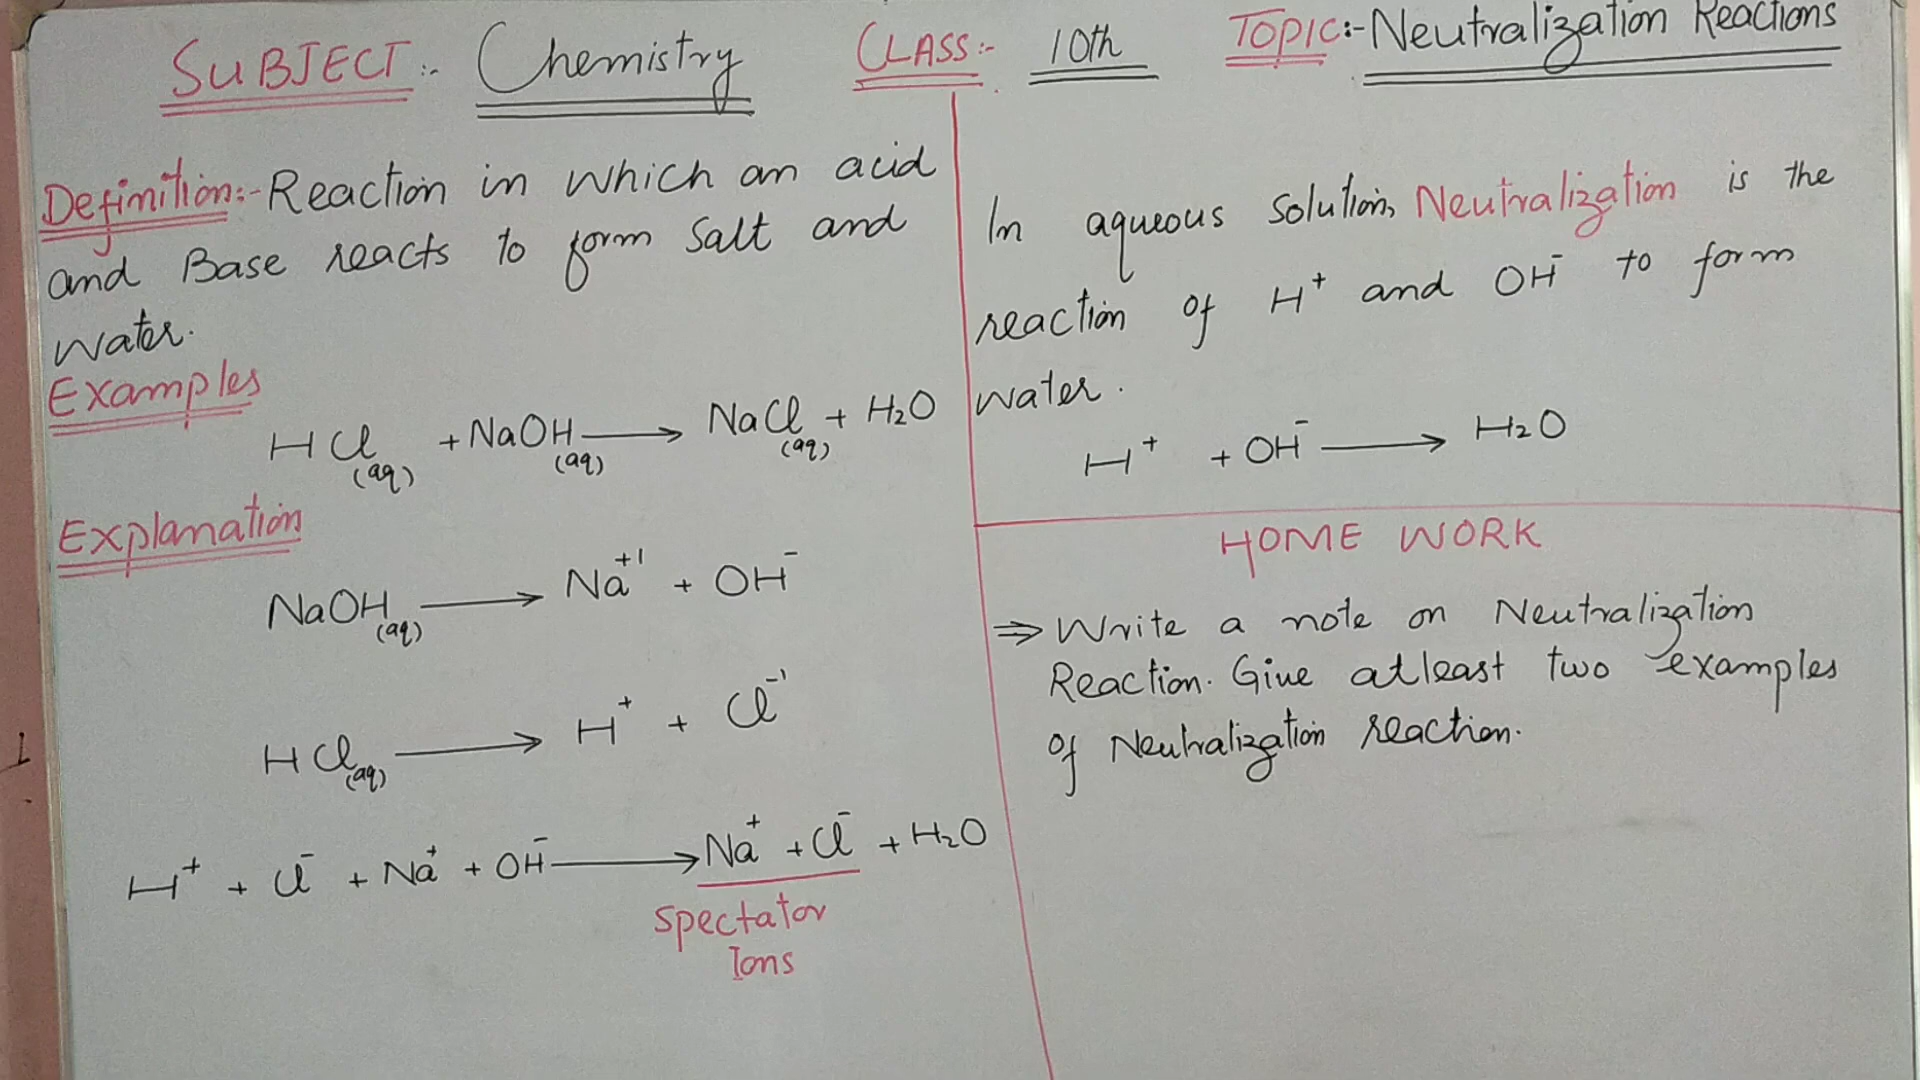 SUBJECT:- Chemistry CLASS:- 10th TOPIC:- Neutralization Reactions
Definition:- Reaction in which an acid
and Base reacts to form Salt and
Water.
Examples
HCl(aq) + NaOH(aq) ⟶ NaCl(aq) + H₂O
Explanation
NaOH(aq) ⟶ Na⁺¹ + OH⁻
HCl(aq) ⟶ H⁺ + Cl⁻¹
H⁺ + Cl⁻ + Na⁺ + OH⁻ ⟶ Na⁺ + Cl⁻ + H₂O
Spectator
Ions
In aqueous solution, Neutralization is the
reaction of H⁺ and OH⁻ to form
water.
H⁺ + OH⁻ ⟶ H₂O
HOME WORK
⇒ Write a note on Neutralization
Reaction. Give atleast two examples
of Neutralization reaction.